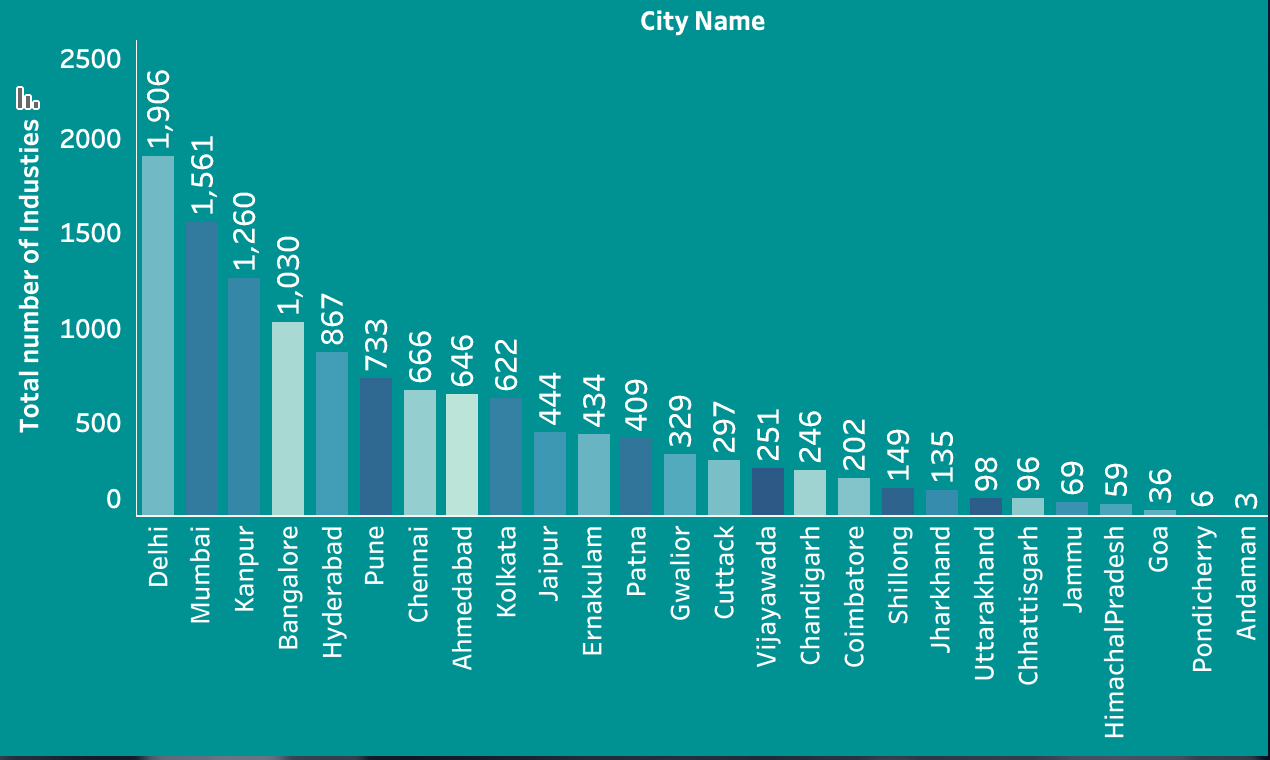 City Name
Total number of Industies
2500
2000
1500
1000
500
0
1,906
1,561
1,260
1,030
867
733
666
646
622
444
434
409
329
297
251
246
202
149
135
98
96
69
59
36
6
3
Delhi
Mumbai
Kanpur
Bangalore
Hyderabad
Pune
Chennai
Ahmedabad
Kolkata
Jaipur
Ernakulam
Patna
Gwalior
Cuttack
Vijayawada
Chandigarh
Coimbatore
Shillong
Jharkhand
Uttarakhand
Chhattisgarh
Jammu
HimachalPradesh
Goa
Pondicherry
Andaman